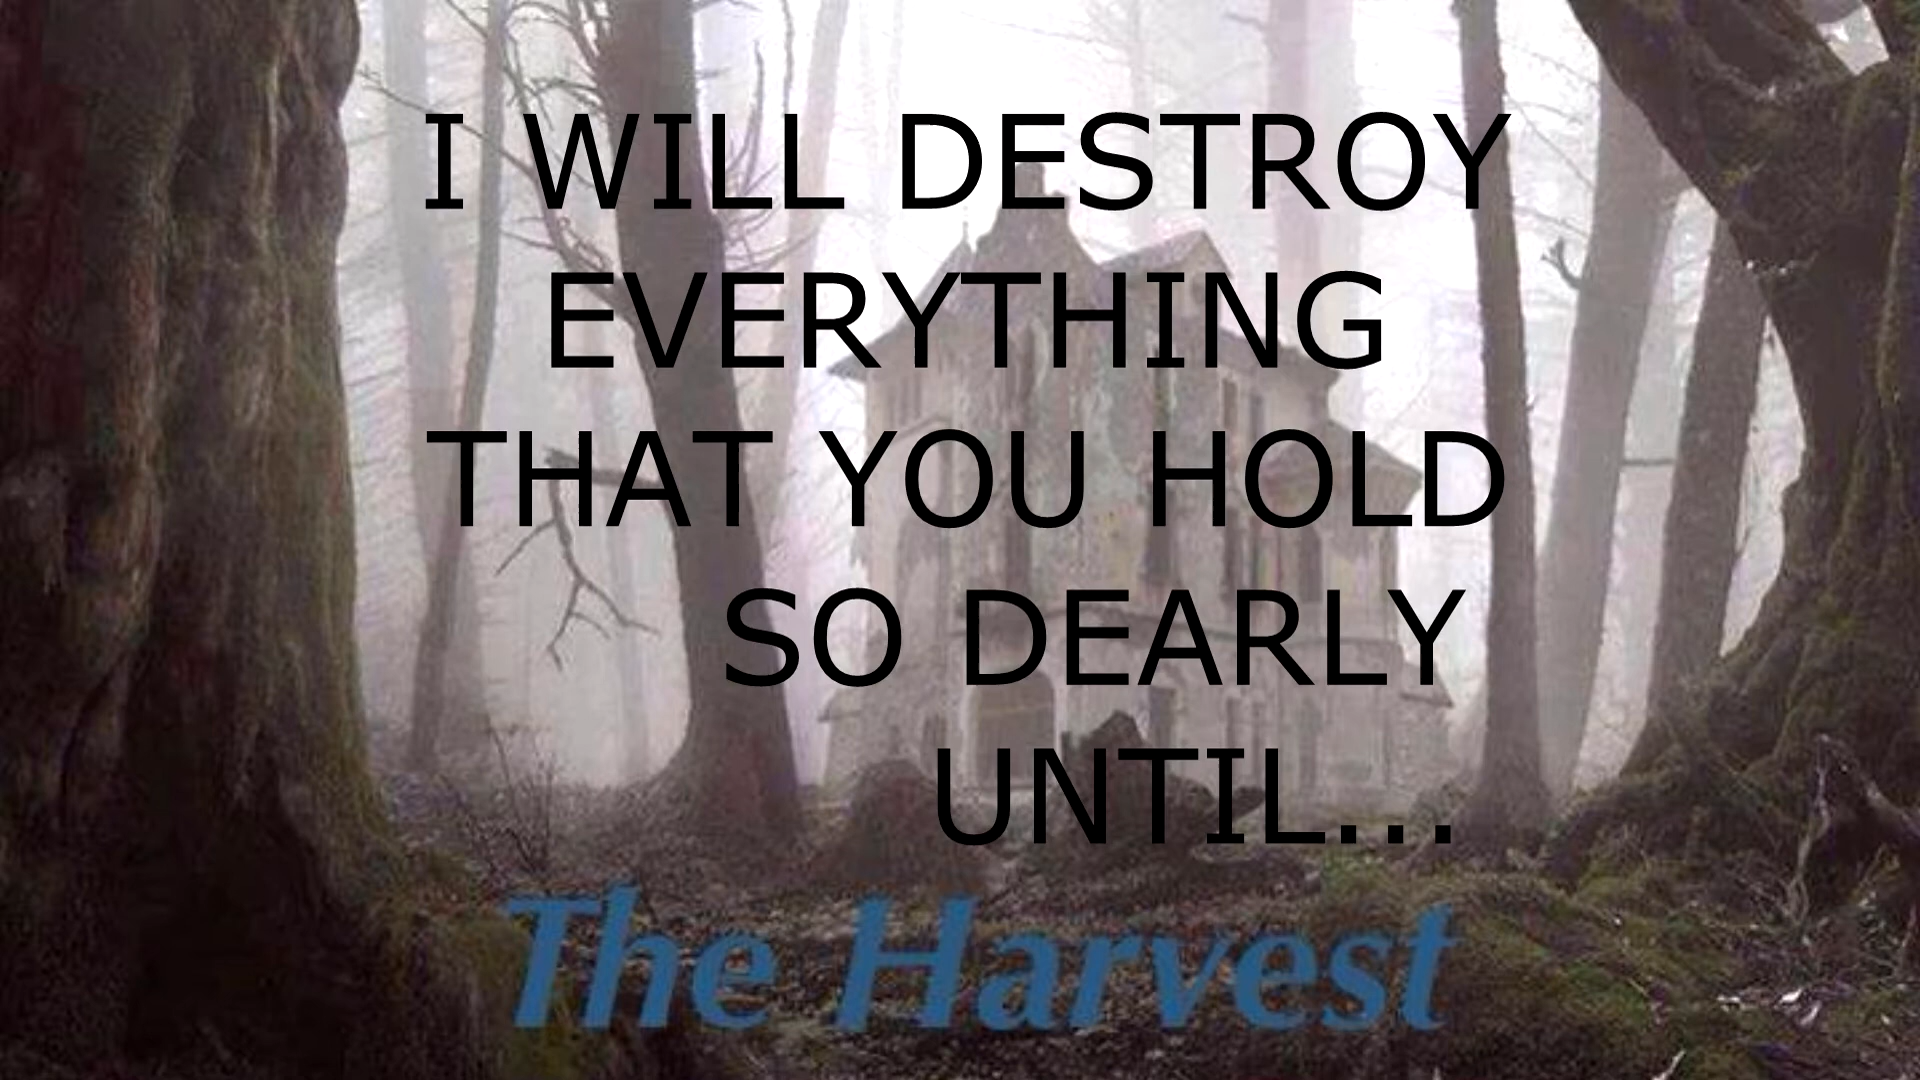 I WILL DESTROY
EVERYTHING
THAT YOU HOLD
SO DEARLY
UNTIL...
The Harvest